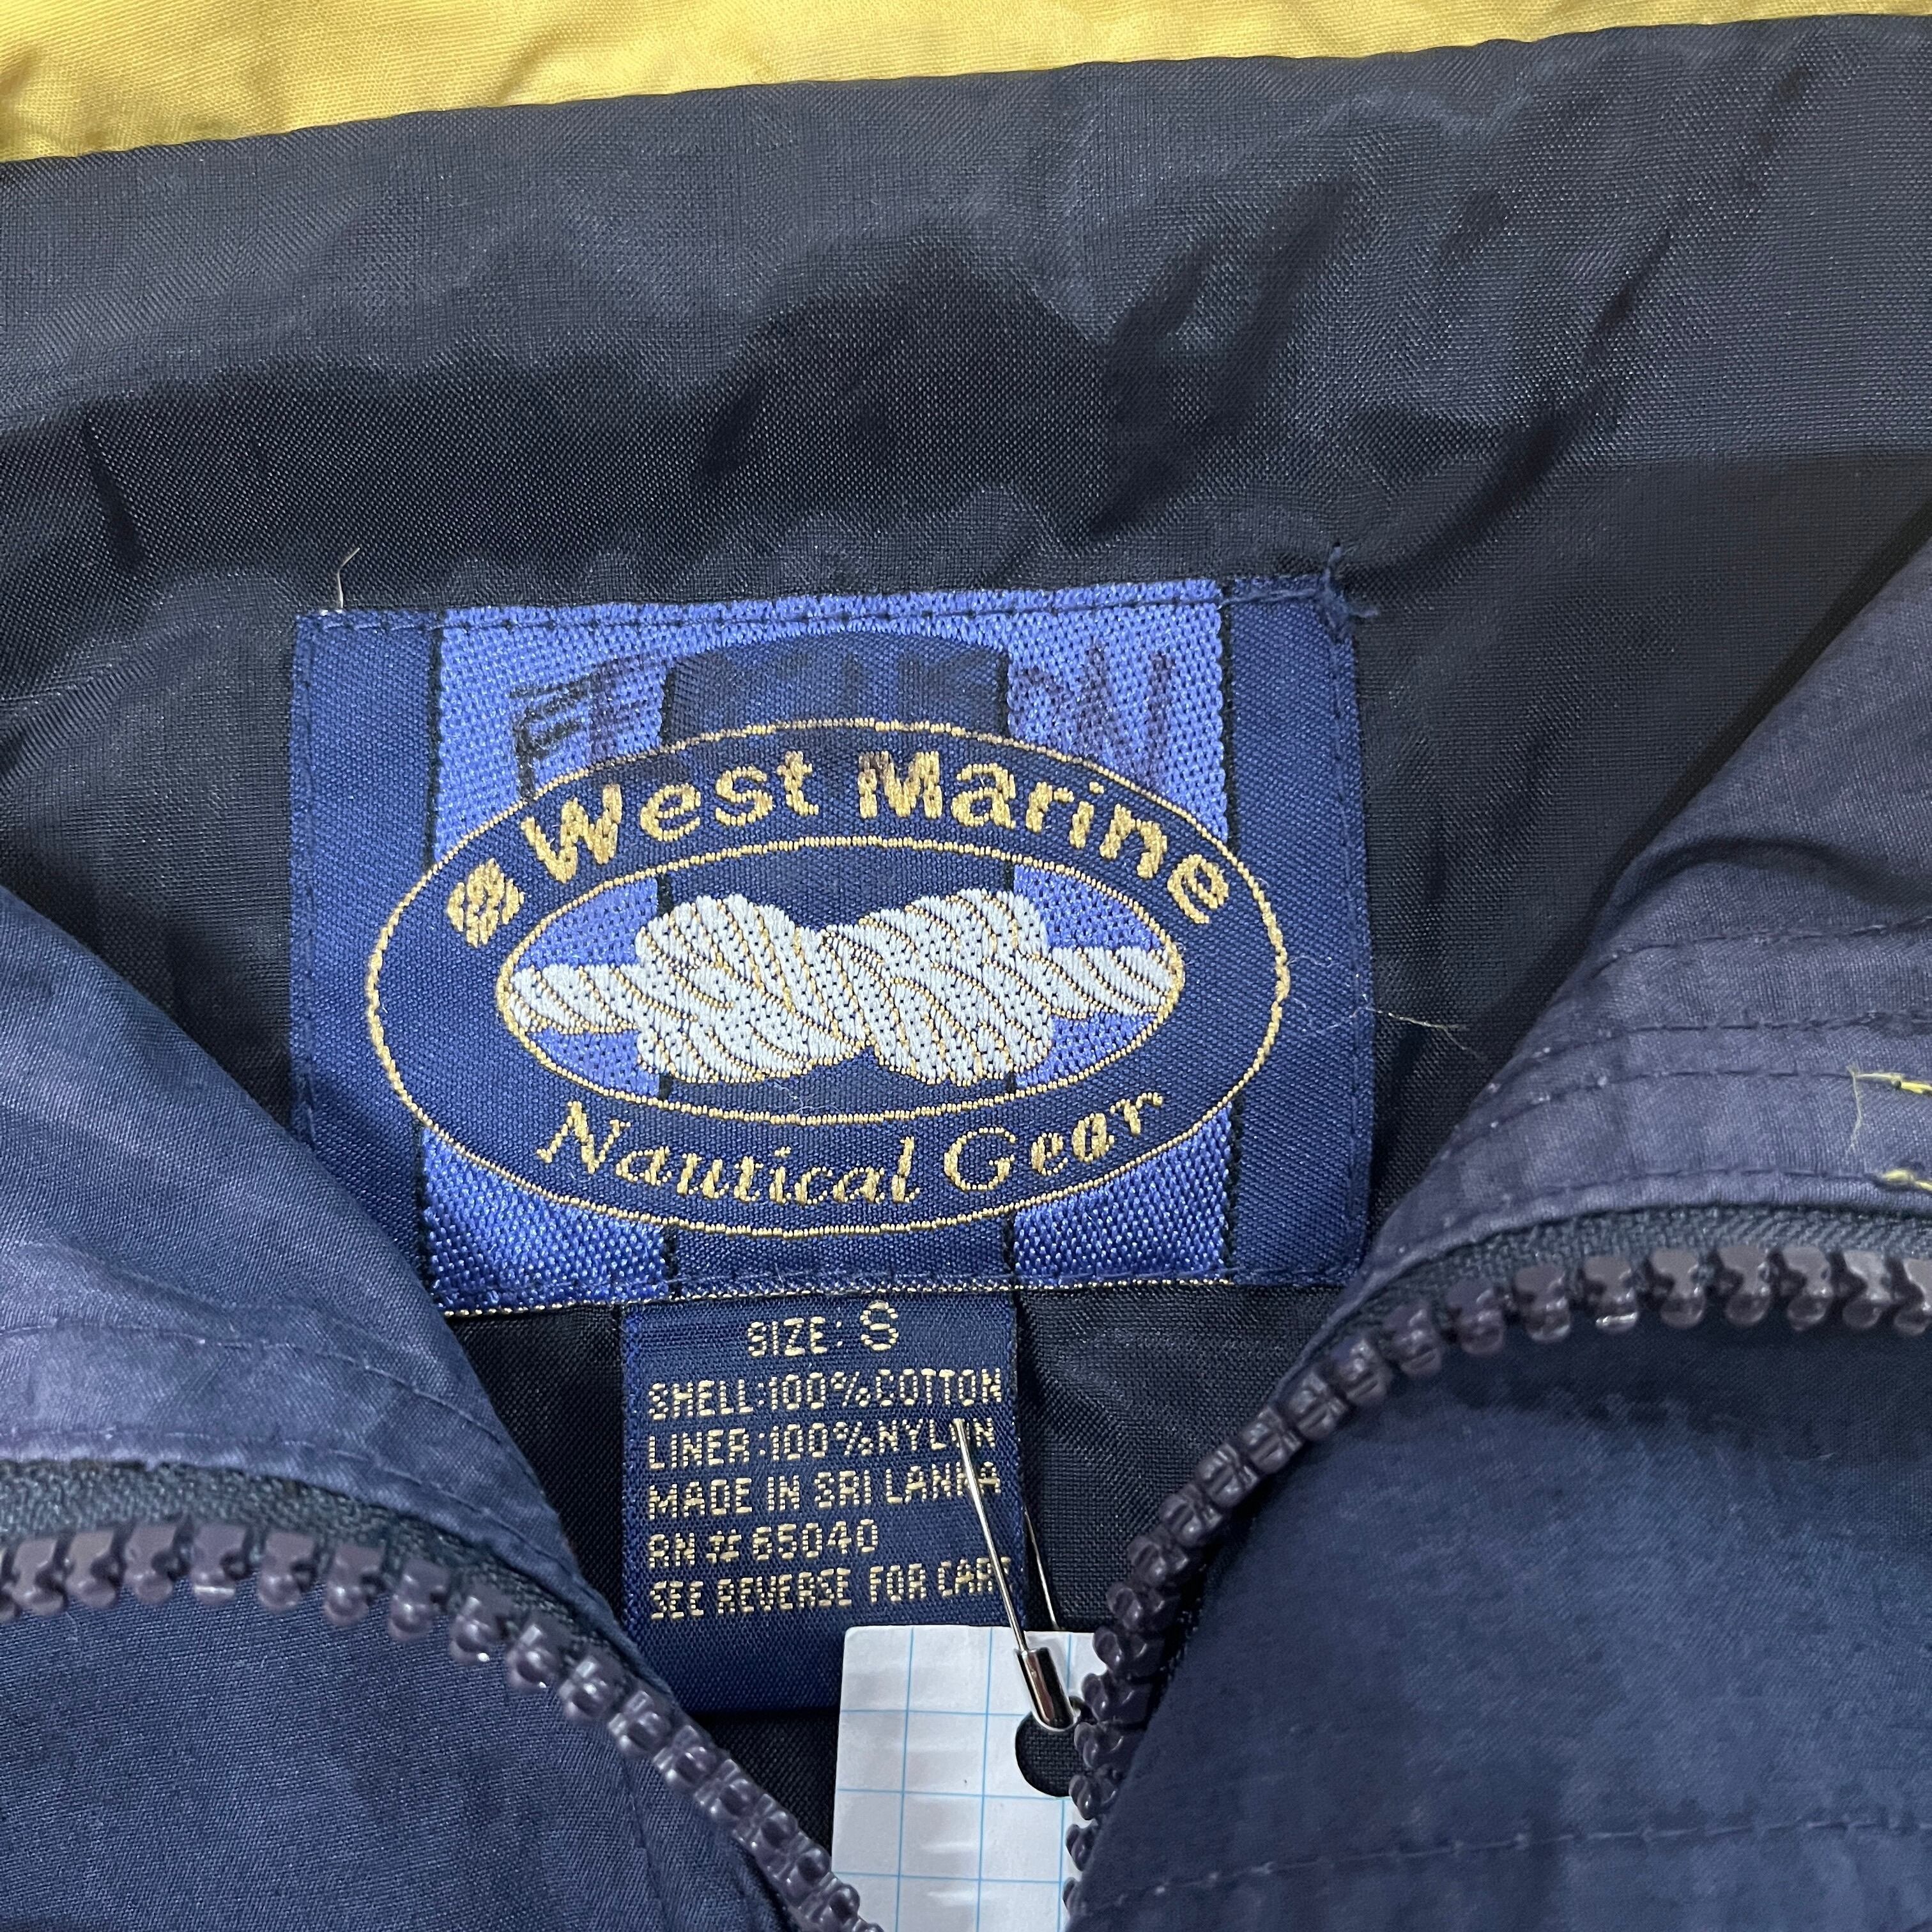 West Marine
Nautical Gear
SIZE: S
SHELL:100%COTTON
LINER:100%NYLON
MADE IN SRI LANKA
RN # 65040
SEE REVERSE FOR CARE